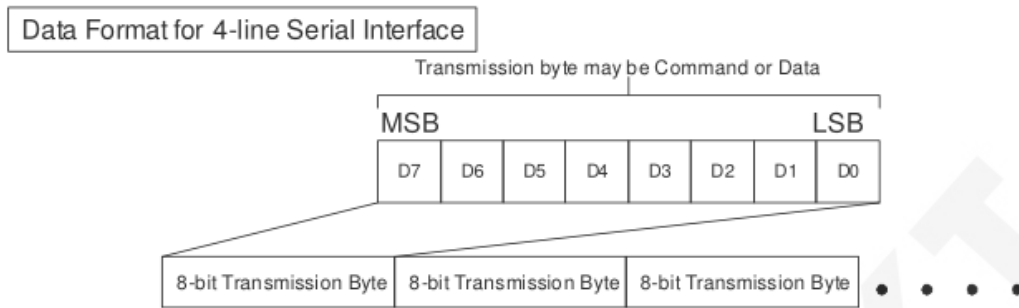 Data Format for 4-line Serial Interface
Transmission byte may be Command or Data
MSB LSB
D7 D6 D5 D4 D3 D2 D1 D0
8-bit Transmission Byte 8-bit Transmission Byte 8-bit Transmission Byte